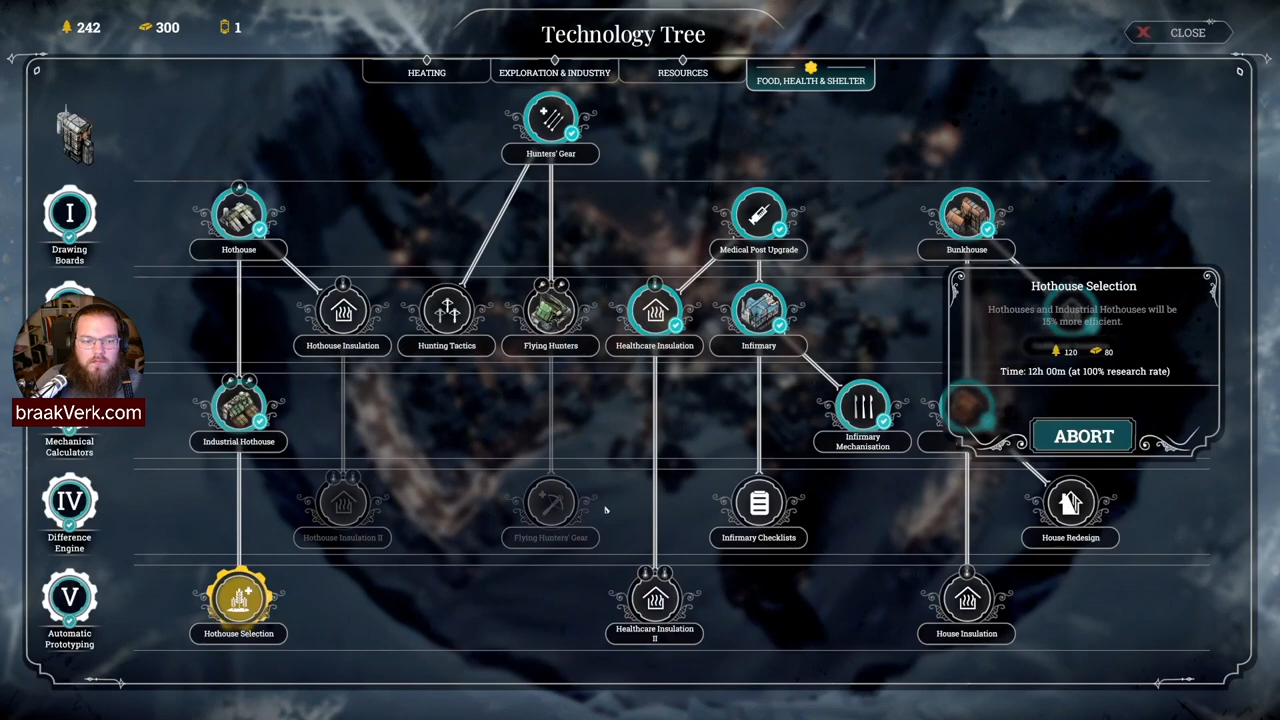 242
300
1
Technology Tree
CLOSE
HEATING
EXPLORATION & INDUSTRY
RESOURCES
FOOD, HEALTH & SHELTER
Hunters' Gear
I
Drawing
Boards
Hothouse
Medical Post Upgrade
Bunkhouse
Hothouse Insulation
Hunting Tactics
Flying Hunters
Healthcare Insulation
Infirmary
Hothouse Selection
Hothouses and Industrial Hothouses will be
15% more efficient.
120
80
Time: 12h 00m (at 100% research rate)
ABORT
braakVerk.com
Mechanical
Calculators
Industrial Hothouse
Infirmary
Mechanisation
IV
Difference
Engine
Hothouse Insulation II
Flying Hunters' Gear
Infirmary Checklists
House Redesign
V
Automatic
Prototyping
Hothouse Selection
Healthcare Insulation
II
House Insulation